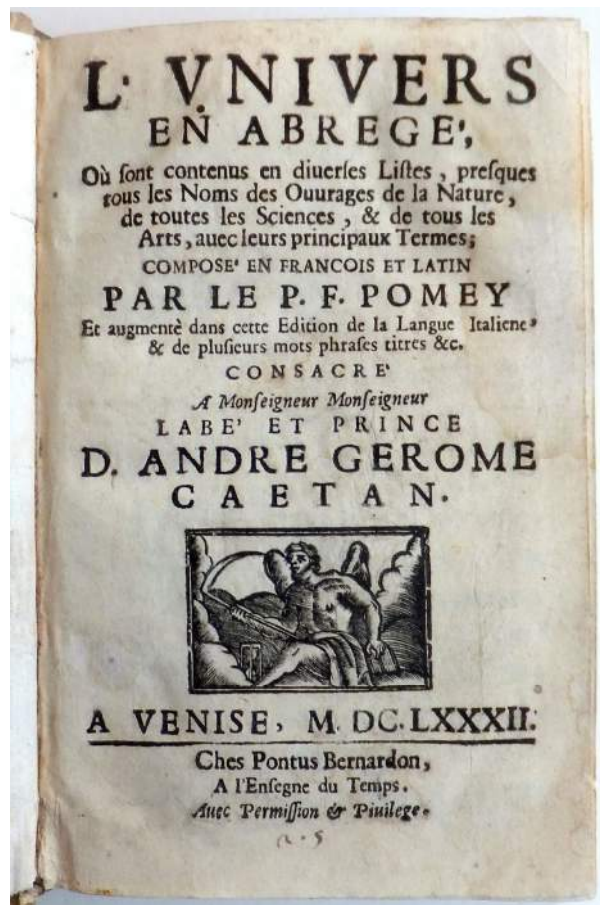 L' VNIVERS
EN ABREGE',
Où ſont contenus en diuerſes Liſtes, preſques
tous les Noms des Ouurages de la Nature,
de toutes les Sciences, & de tous les
Arts, auec leurs principaux Termes;
COMPOSE' EN FRANCOIS ET LATIN
PAR LE P. F. POMEY
Et augmentè dans cette Edition de la Langue Italiene'
& de pluſieurs mots phraſes titres &c.
CONSACRE'
A Monſeigneur Monſeigneur
LABE' ET PRINCE
D. ANDRE GEROME
CAETAN.
A VENISE, M. DC. LXXXII.
Ches Pontus Bernardon,
A l'Enſegne du Temps.
Auec Permiſſion & Piuilege.